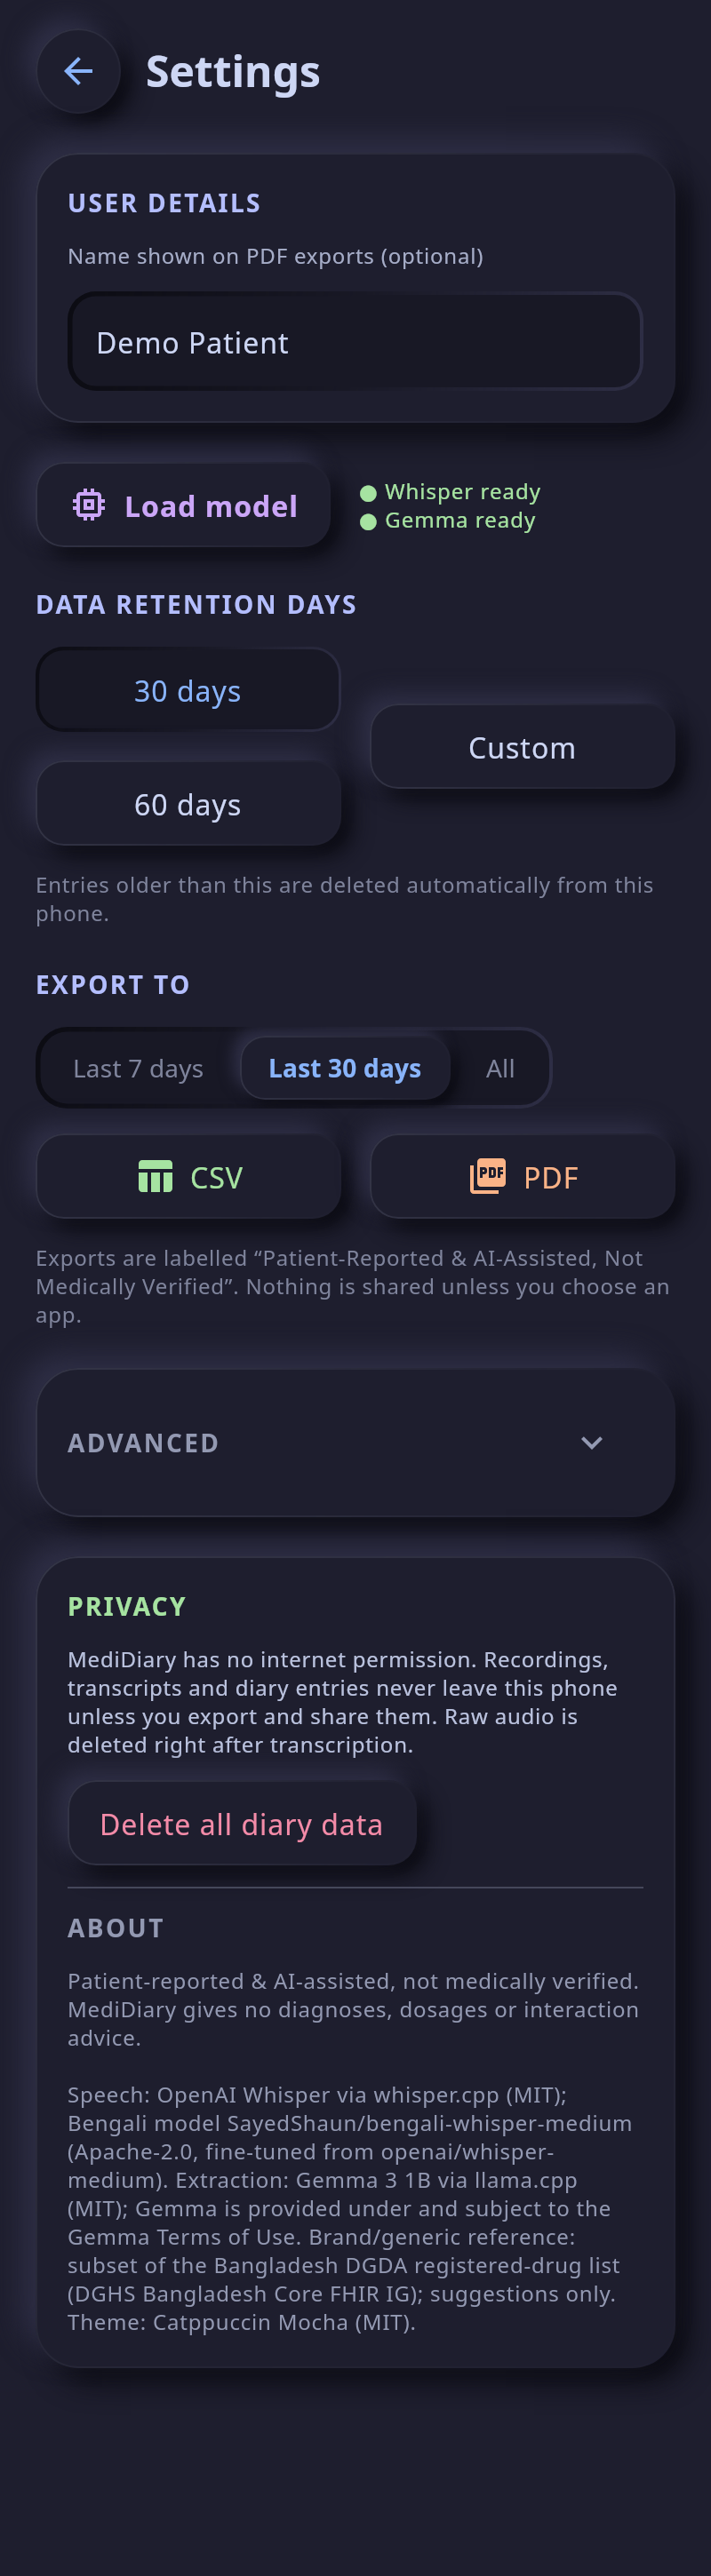 Settings
USER DETAILS
Name shown on PDF exports (optional)
Demo Patient
Load model
Whisper ready
Gemma ready
DATA RETENTION DAYS
30 days
Custom
60 days
Entries older than this are deleted automatically from this
phone.
EXPORT TO
Last 7 days
Last 30 days
All
CSV
PDF
PDF
Exports are labelled “Patient-Reported & AI-Assisted, Not
Medically Verified”. Nothing is shared unless you choose an
app.
ADVANCED
PRIVACY
MediDiary has no internet permission. Recordings,
transcripts and diary entries never leave this phone
unless you export and share them. Raw audio is
deleted right after transcription.
Delete all diary data
ABOUT
Patient-reported & AI-assisted, not medically verified.
MediDiary gives no diagnoses, dosages or interaction
advice.
Speech: OpenAI Whisper via whisper.cpp (MIT);
Bengali model SayedShaun/bengali-whisper-medium
(Apache-2.0, fine-tuned from openai/whisper-
medium). Extraction: Gemma 3 1B via llama.cpp
(MIT); Gemma is provided under and subject to the
Gemma Terms of Use. Brand/generic reference:
subset of the Bangladesh DGDA registered-drug list
(DGHS Bangladesh Core FHIR IG); suggestions only.
Theme: Catppuccin Mocha (MIT).